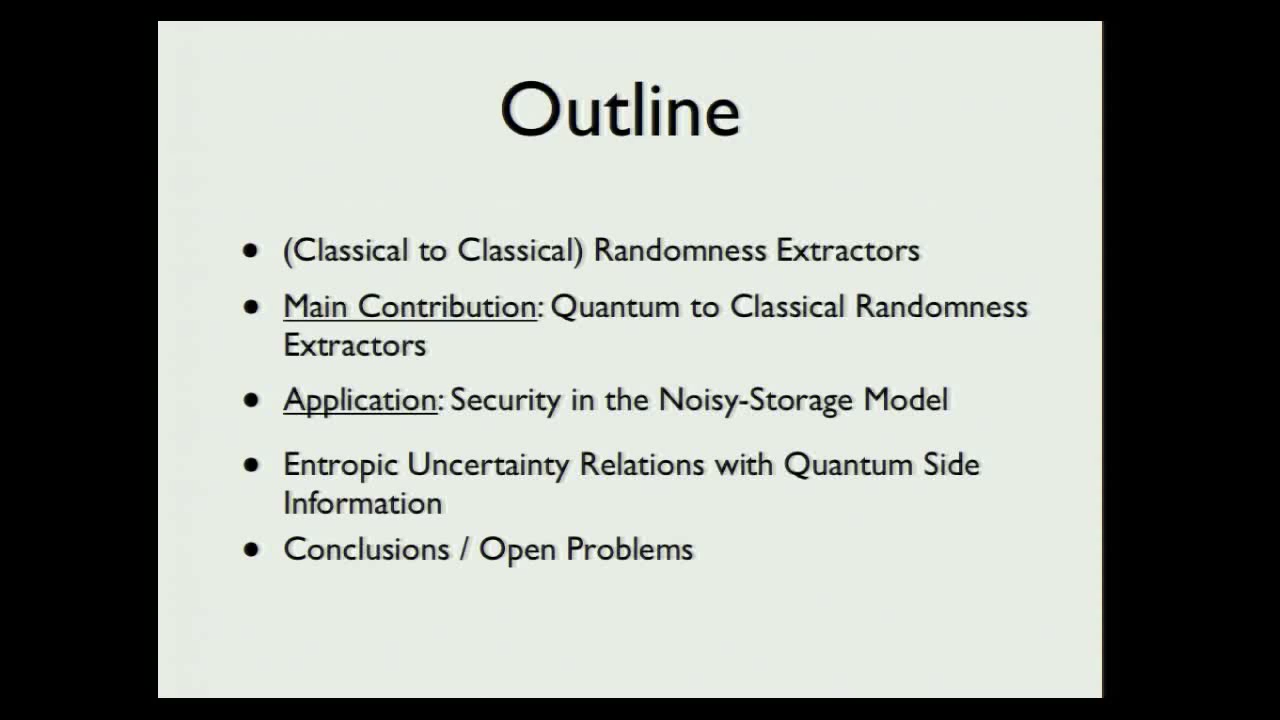 Outline
• (Classical to Classical) Randomness Extractors
• Main Contribution: Quantum to Classical Randomness
Extractors
• Application: Security in the Noisy-Storage Model
• Entropic Uncertainty Relations with Quantum Side
Information
• Conclusions / Open Problems